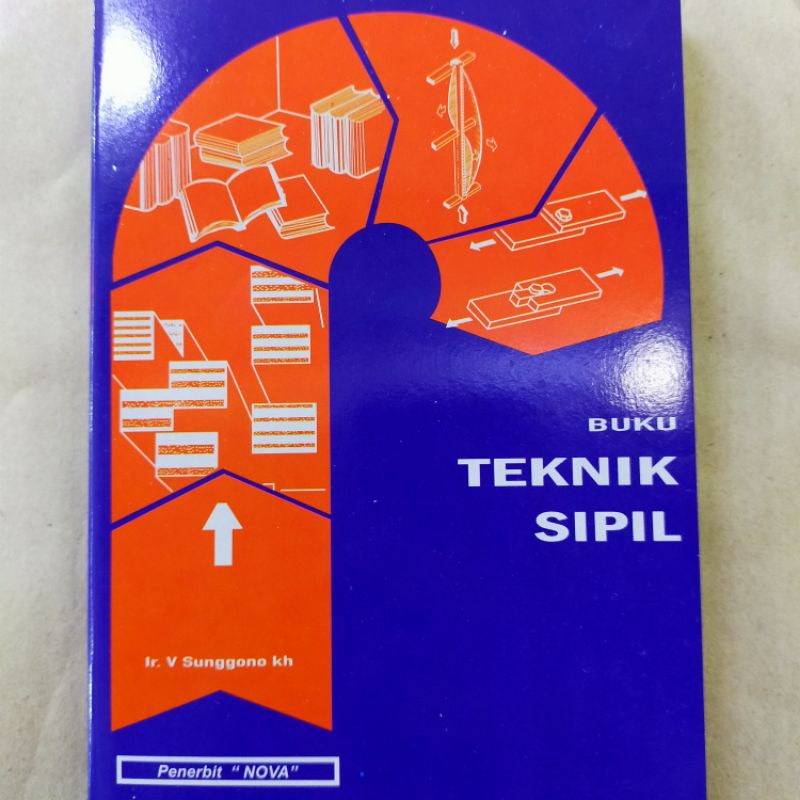 BUKU
TEKNIK
SIPIL
Ir. V Sunggono kh
Penerbit " NOVA"